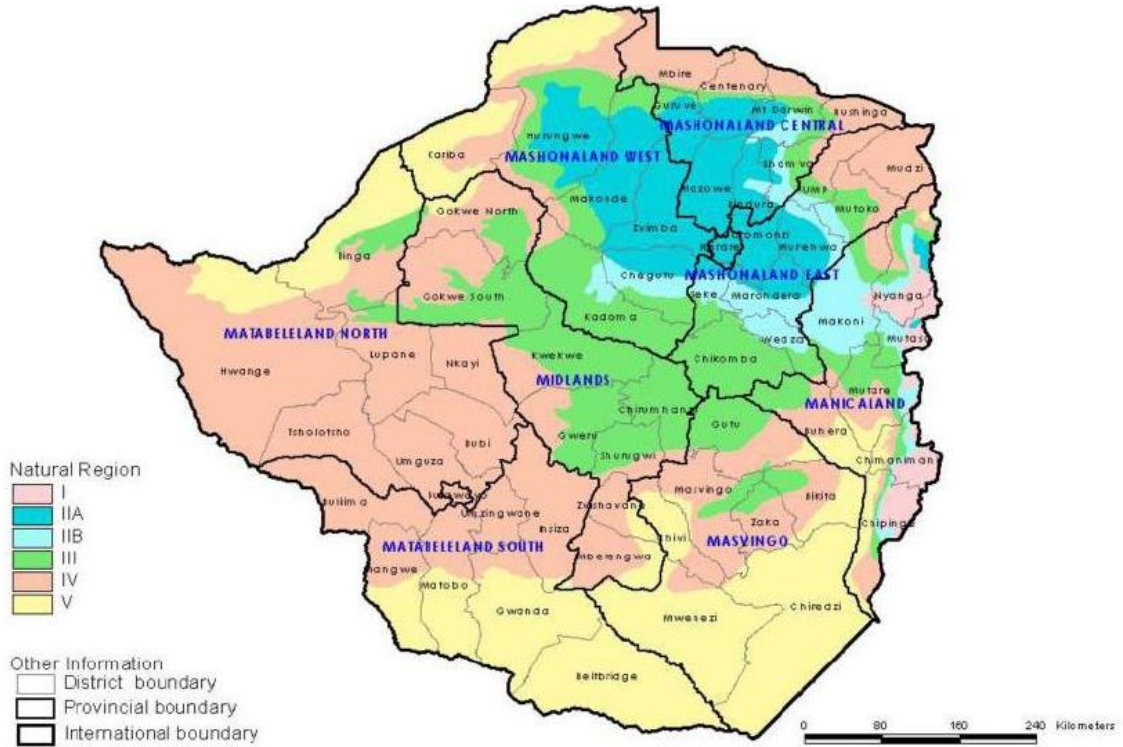 Mbire
Centenary
Guruve
Mt Darwin
Rushinga
MASHONALAND CENTRAL
Hurungwe
Kariba
MASHONALAND WEST
Shamva
Mudzi
UMP
Makonde
Mazowe
Bindura
Mutoko
Gokwe North
Zvimba
Goromonzi
Harare
Murehwa
Binga
Chegutu
MASHONALAND EAST
Seke
Marondera
Nyanga
Gokwe South
Kadoma
Makoni
MATABELELAND NORTH
Wedza
Mutasa
Lupane
Nkayi
Kwekwe
Chikomba
Hwange
MIDLANDS
Mutare
MANICALAND
Chirumhanz
Gutu
Tsholotsho
Bubi
Gweru
Buhera
Umguza
Shurugwi
Chimaniman
Natural Region
I
IIA
IIB
III
IV
V
Bulilima
Umzingwane
Insiza
Zvishavane
Masvingo
Bikita
Zaka
Chipinge
Chivi
MASVINGO
MATABELELAND SOUTH
Mberengwa
Mangwe
Matobo
Gwanda
Mwesezi
Chiredzi
Beitbridge
Other Information
District boundary
Provincial boundary
International boundary
0 80 160 240 Kilometers